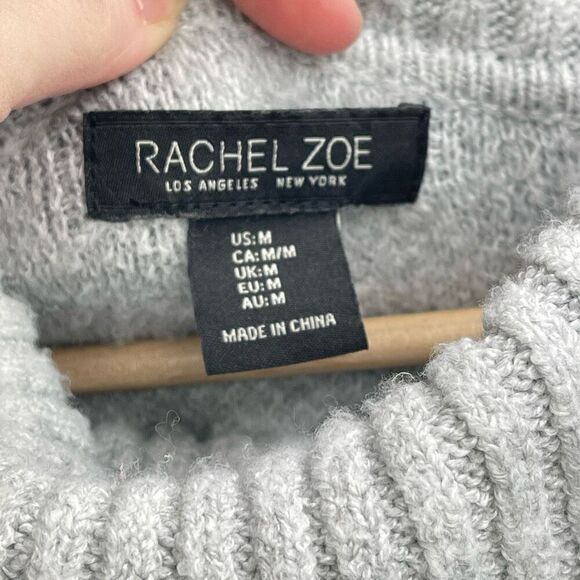 RACHEL ZOE
LOS ANGELES NEW YORK
US: M
CA: M/M
UK: M
EU: M
AU: M
MADE IN CHINA